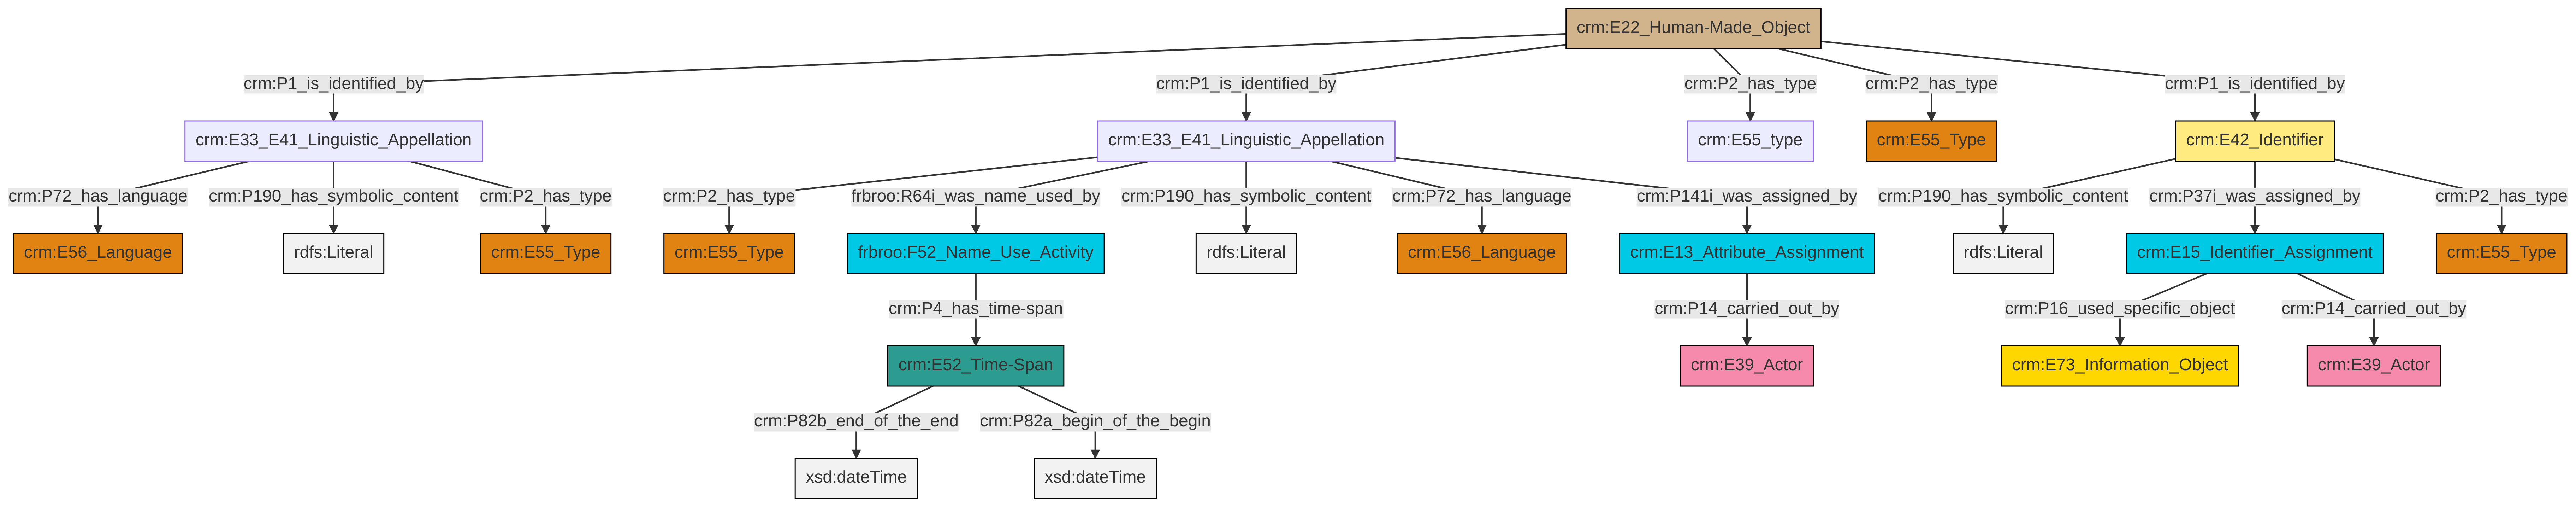 crm:E22_Human-Made_Object
crm:P1_is_identified_by
crm:P1_is_identified_by
crm:P2_has_type
crm:P2_has_type
crm:P1_is_identified_by
crm:E33_E41_Linguistic_Appellation
crm:E33_E41_Linguistic_Appellation
crm:E55_type
crm:E55_Type
crm:E42_Identifier
crm:P72_has_language
crm:P190_has_symbolic_content
crm:P2_has_type
crm:P2_has_type
frbroo:R64i_was_name_used_by
crm:P190_has_symbolic_content
crm:P72_has_language
crm:P141i_was_assigned_by
crm:P190_has_symbolic_content
crm:P37i_was_assigned_by
crm:P2_has_type
crm:E56_Language
rdfs:Literal
crm:E55_Type
crm:E55_Type
frbroo:F52_Name_Use_Activity
rdfs:Literal
crm:E56_Language
crm:E13_Attribute_Assignment
rdfs:Literal
crm:E15_Identifier_Assignment
crm:E55_Type
crm:P4_has_time-span
crm:P14_carried_out_by
crm:P16_used_specific_object
crm:P14_carried_out_by
crm:E52_Time-Span
crm:E39_Actor
crm:E73_Information_Object
crm:E39_Actor
crm:P82b_end_of_the_end
crm:P82a_begin_of_the_begin
xsd:dateTime
xsd:dateTime